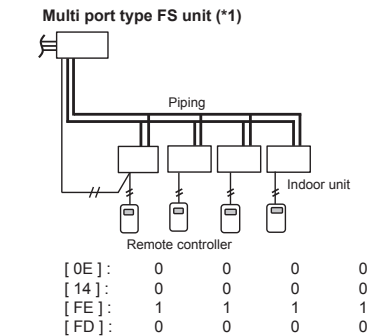 Multi port type FS unit (*1)
Piping
Indoor unit
Remote controller
[ 0E ] : 0 0 0 0
[ 14 ] : 0 0 0 0
[ FE ] : 1 1 1 1
[ FD ] : 0 0 0 0